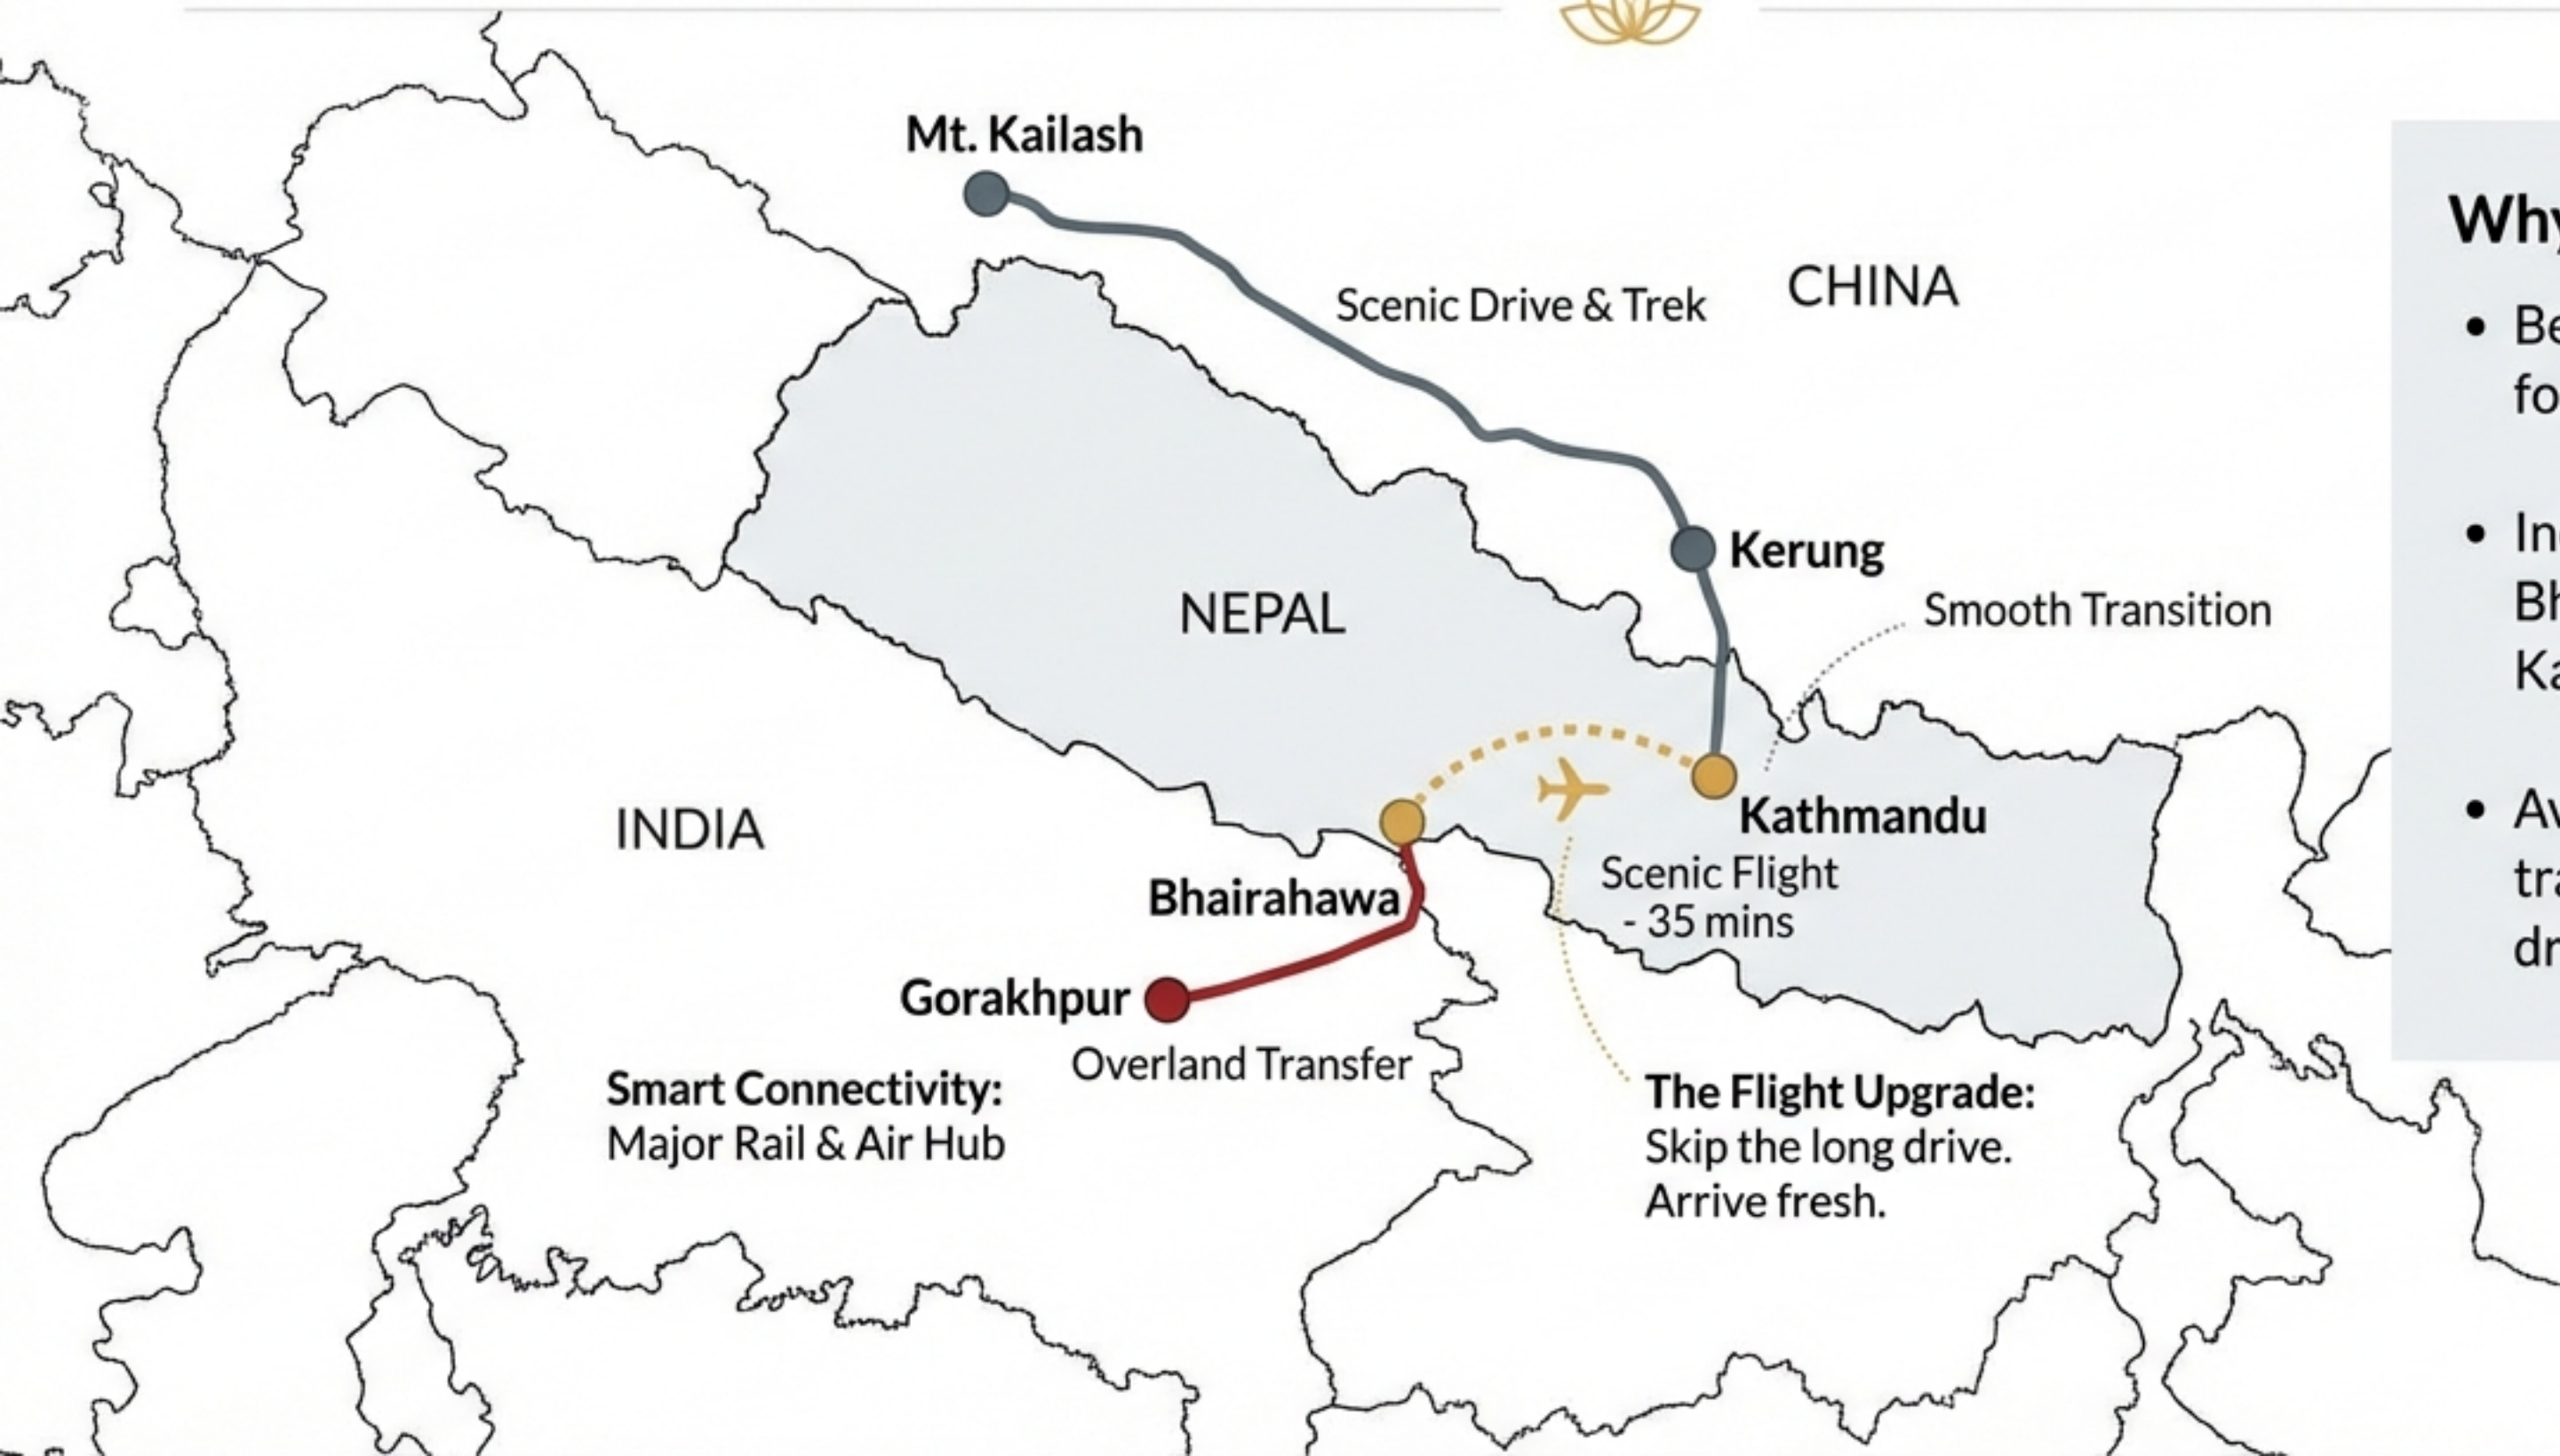 Mt. Kailash
Scenic Drive & Trek
CHINA
Kerung
Smooth Transition
NEPAL
INDIA
Kathmandu
Scenic Flight
- 35 mins
Bhairahawa
Gorakhpur
Overland Transfer
Smart Connectivity:
Major Rail & Air Hub
The Flight Upgrade:
Skip the long drive.
Arrive fresh.
Why